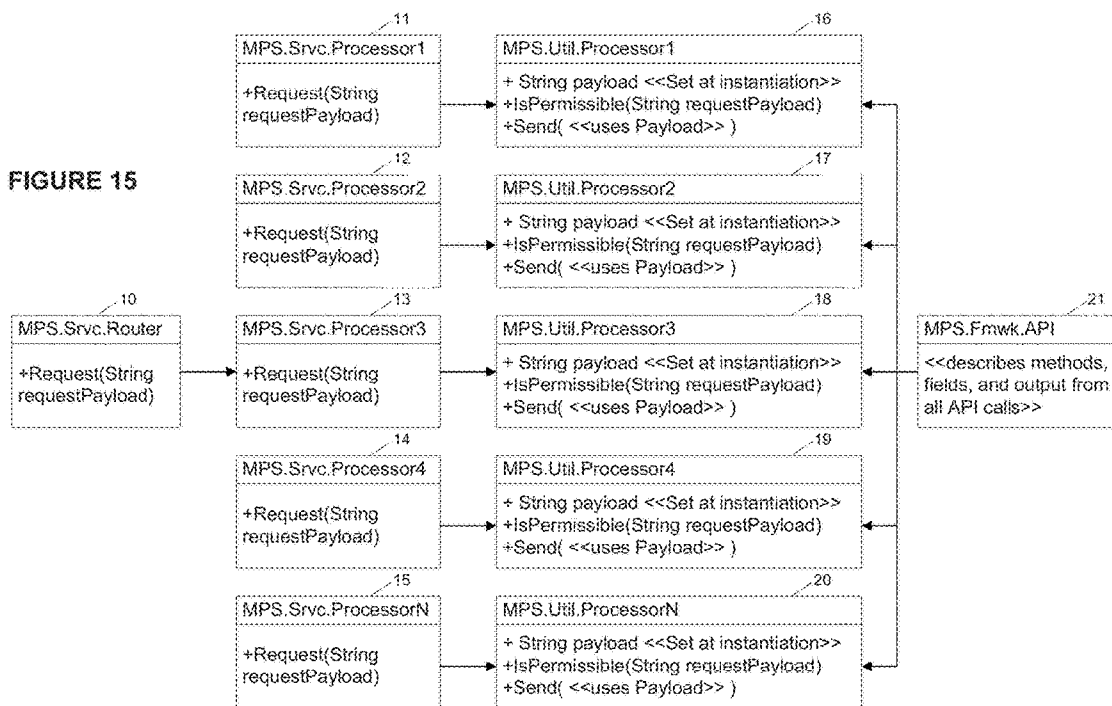 11
MPS.Srvc.Processor1
+Request(String
requestPayload)
16
MPS.Util.Processor1
+ String payload <<Set at instantiation>>
+IsPermissible(String requestPayload)
+Send( <<uses Payload>> )
FIGURE 15
12
MPS.Srvc.Processor2
+Request(String
requestPayload)
17
MPS.Util.Processor2
+ String payload <<Set at instantiation>>
+IsPermissible(String requestPayload)
+Send( <<uses Payload>> )
10
MPS.Srvc.Router
+Request(String
requestPayload)
13
MPS.Srvc.Processor3
+Request(String
requestPayload)
18
MPS.Util.Processor3
+ String payload <<Set at instantiation>>
+IsPermissible(String requestPayload)
+Send( <<uses Payload>> )
21
MPS.Fmwk.API
<<describes methods,
fields, and output from
all API calls>>
14
MPS.Srvc.Processor4
+Request(String
requestPayload)
19
MPS.Util.Processor4
+ String payload <<Set at instantiation>>
+IsPermissible(String requestPayload)
+Send( <<uses Payload>> )
15
MPS.Srvc.ProcessorN
+Request(String
requestPayload)
20
MPS.Util.ProcessorN
+ String payload <<Set at instantiation>>
+IsPermissible(String requestPayload)
+Send( <<uses Payload>> )